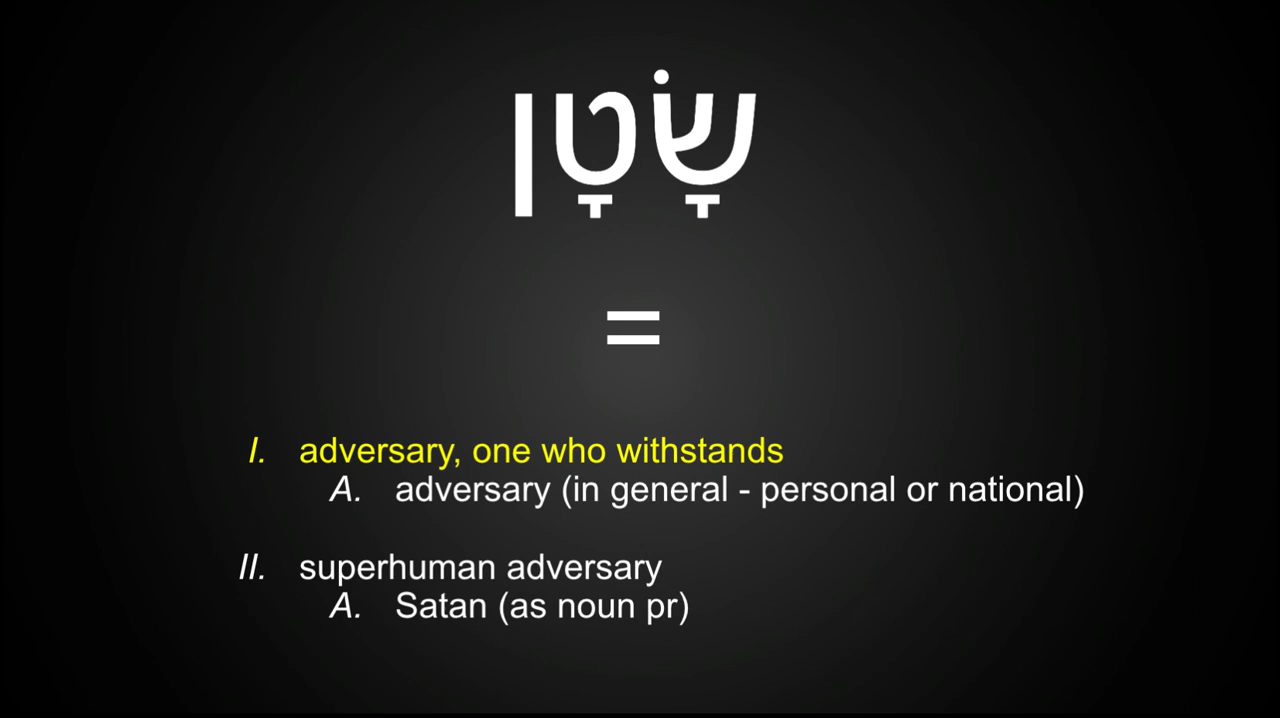 שָׂטָן
=
I. adversary, one who withstands
A. adversary (in general - personal or national)
II. superhuman adversary
A. Satan (as noun pr)